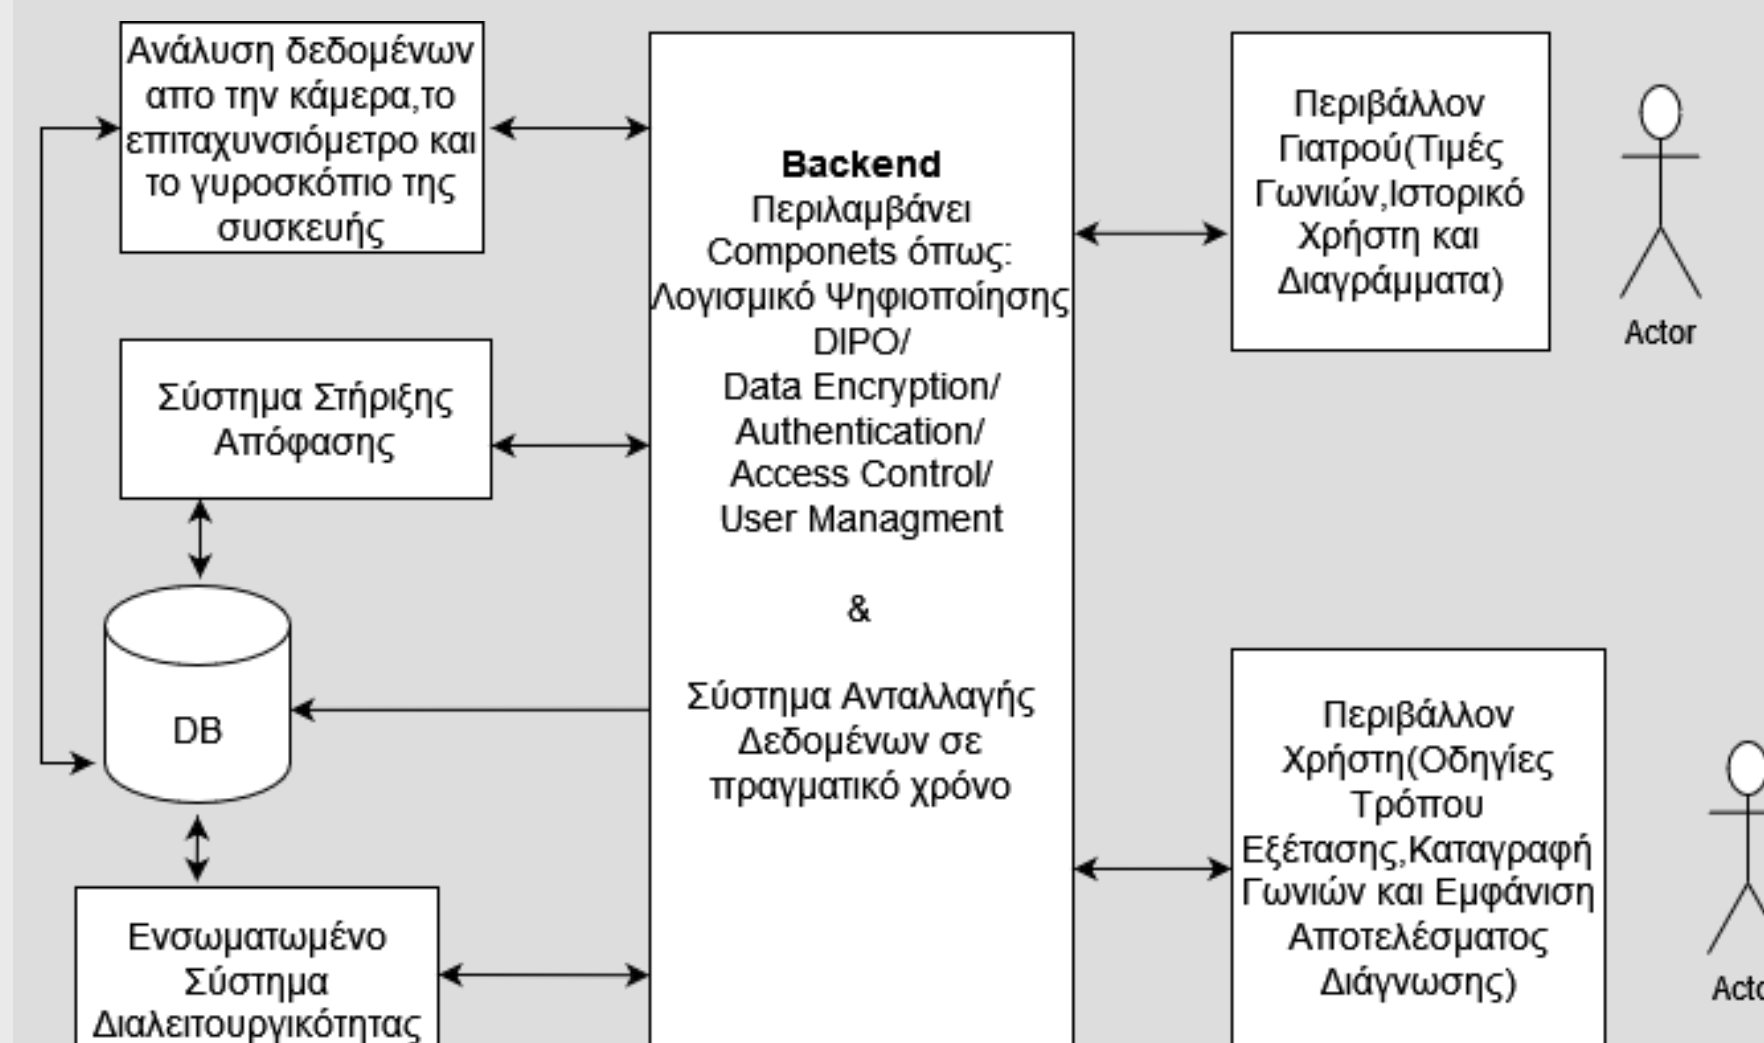 Ανάλυση δεδομένων
απο την κάμερα,το
επιταχυνσιόμετρο και
το γυροσκόπιο της
συσκευής
Σύστημα Στήριξης
Απόφασης
DB
Ενσωματωμένο
Σύστημα
Διαλειτουργικότητας
Backend
Περιλαμβάνει
Componets όπως:
Λογισμικό Ψηφιοποίησης
DIPO/
Data Encryption/
Authentication/
Access Control/
User Managment
&
Σύστημα Ανταλλαγής
Δεδομένων σε
πραγματικό χρόνο
Περιβάλλον
Γιατρού(Τιμές
Γωνιών,Ιστορικό
Χρήστη και
Διαγράμματα)
Actor
Περιβάλλον
Χρήστη(Οδηγίες
Τρόπου
Εξέτασης,Καταγραφή
Γωνιών και Εμφάνιση
Αποτελέσματος
Διάγνωσης)